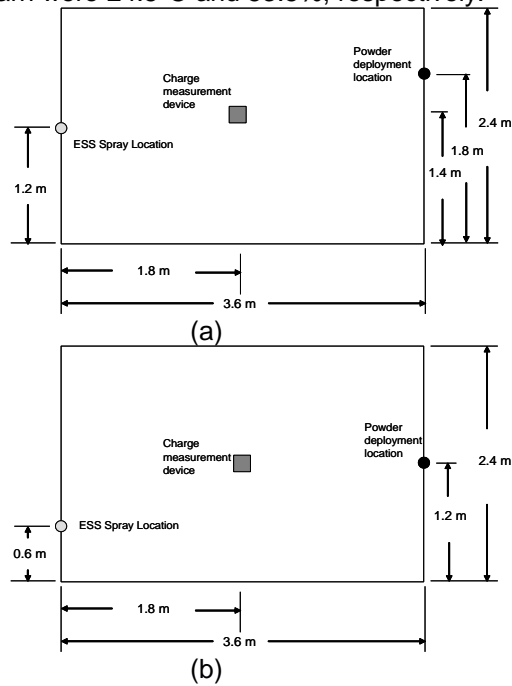 Powder
deployment
location
Charge
measurement
device
ESS Spray Location
2.4 m
1.8 m
1.4 m
1.2 m
1.8 m
3.6 m
(a)
Powder
deployment
location
Charge
measurement
device
ESS Spray Location
2.4 m
1.2 m
0.6 m
1.8 m
3.6 m
(b)